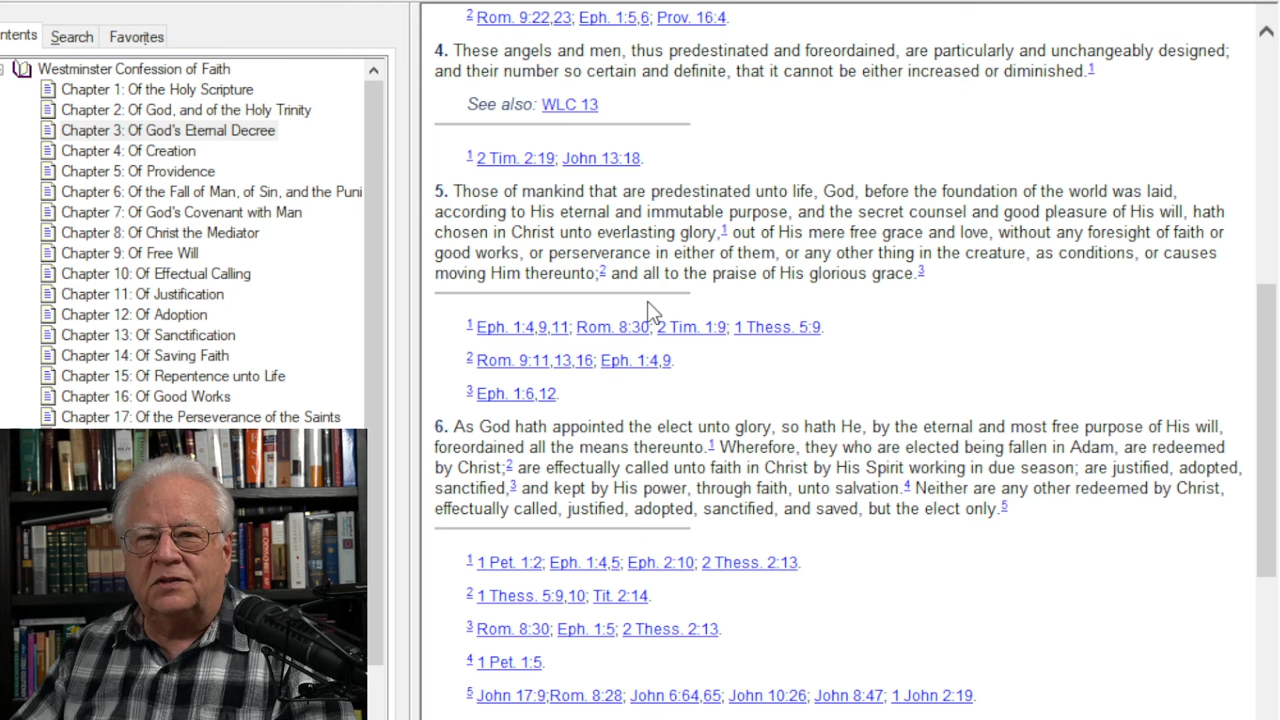 ntents Search Favorites
Westminster Confession of Faith
Chapter 1: Of the Holy Scripture
Chapter 2: Of God, and of the Holy Trinity
Chapter 3: Of God's Eternal Decree
Chapter 4: Of Creation
Chapter 5: Of Providence
Chapter 6: Of the Fall of Man, of Sin, and the Puni
Chapter 7: Of God's Covenant with Man
Chapter 8: Of Christ the Mediator
Chapter 9: Of Free Will
Chapter 10: Of Effectual Calling
Chapter 11: Of Justification
Chapter 12: Of Adoption
Chapter 13: Of Sanctification
Chapter 14: Of Saving Faith
Chapter 15: Of Repentence unto Life
Chapter 16: Of Good Works
Chapter 17: Of the Perseverance of the Saints
2 Rom. 9:22,23; Eph. 1:5,6; Prov. 16:4.
4. These angels and men, thus predestinated and foreordained, are particularly and unchangeably designed;
and their number so certain and definite, that it cannot be either increased or diminished.1
See also: WLC 13
1 2 Tim. 2:19; John 13:18.
5. Those of mankind that are predestinated unto life, God, before the foundation of the world was laid,
according to His eternal and immutable purpose, and the secret counsel and good pleasure of His will, hath
chosen in Christ unto everlasting glory,1 out of His mere free grace and love, without any foresight of faith or
good works, or perseverance in either of them, or any other thing in the creature, as conditions, or causes
moving Him thereunto;2 and all to the praise of His glorious grace.3
1 Eph. 1:4,9,11; Rom. 8:30; 2 Tim. 1:9; 1 Thess. 5:9.
2 Rom. 9:11,13,16; Eph. 1:4,9.
3 Eph. 1:6,12.
6. As God hath appointed the elect unto glory, so hath He, by the eternal and most free purpose of His will,
foreordained all the means thereunto.1 Wherefore, they who are elected being fallen in Adam, are redeemed
by Christ;2 are effectually called unto faith in Christ by His Spirit working in due season; are justified, adopted,
sanctified,3 and kept by His power, through faith, unto salvation.4 Neither are any other redeemed by Christ,
effectually called, justified, adopted, sanctified, and saved, but the elect only.5
1 1 Pet. 1:2; Eph. 1:4,5; Eph. 2:10; 2 Thess. 2:13.
2 1 Thess. 5:9,10; Tit. 2:14.
3 Rom. 8:30; Eph. 1:5; 2 Thess. 2:13.
4 1 Pet. 1:5.
5 John 17:9;Rom. 8:28; John 6:64,65; John 10:26; John 8:47; 1 John 2:19.